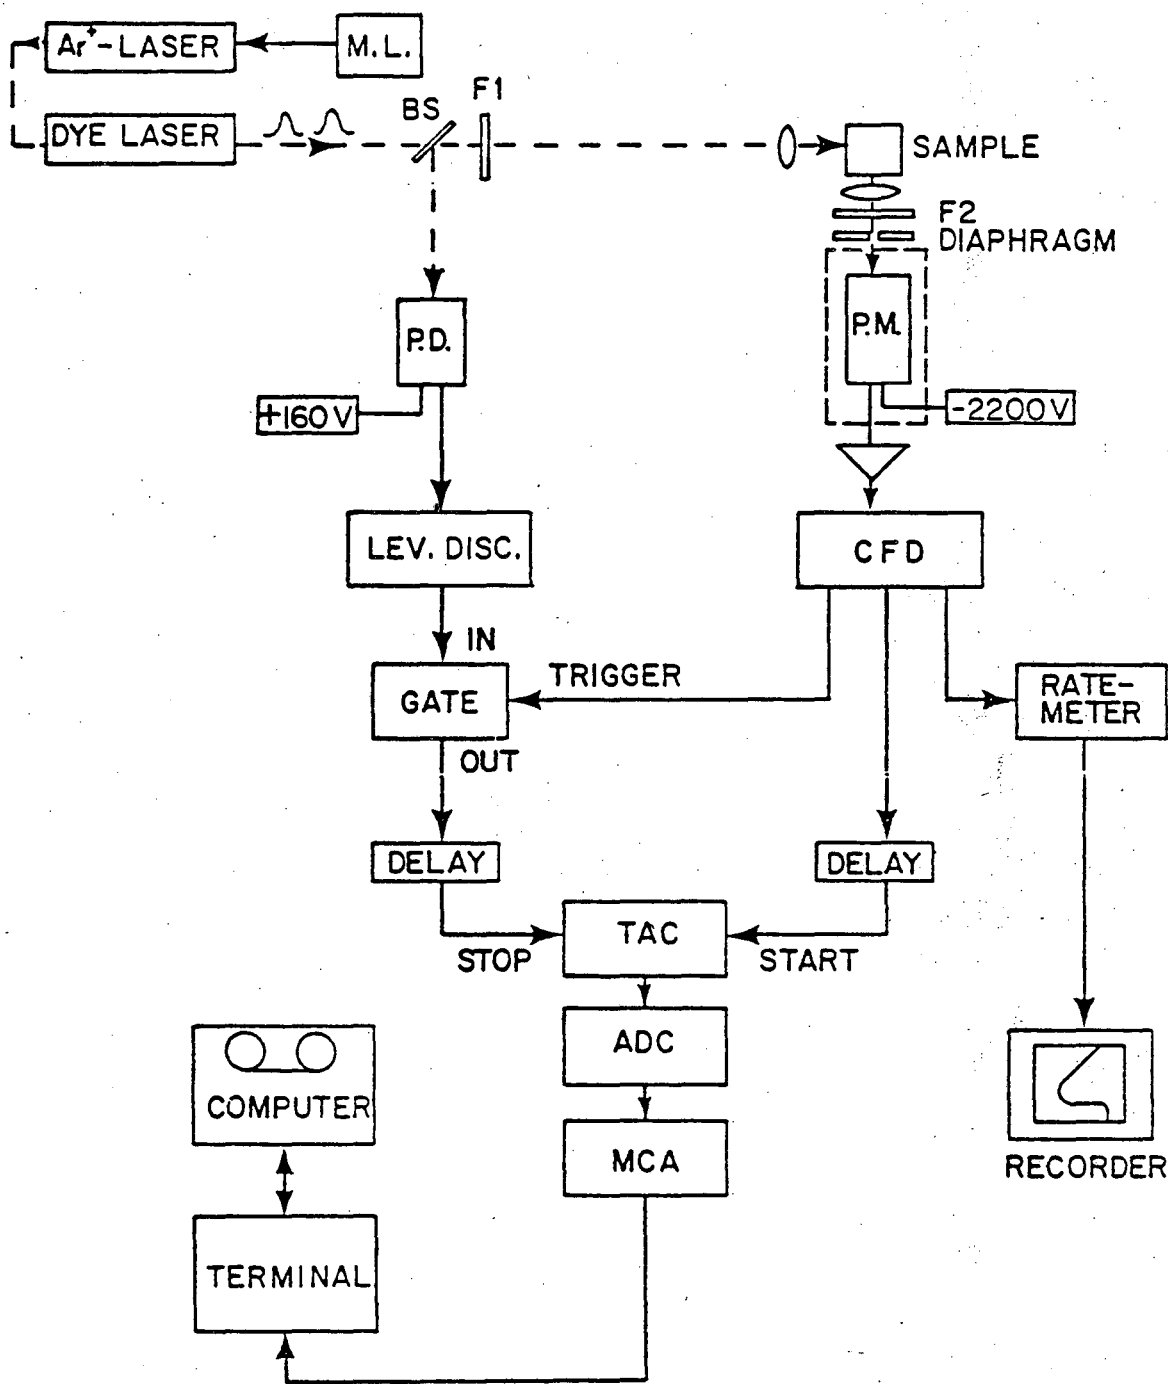 Ar+-LASER
M.L.
DYE LASER
BS
F1
SAMPLE
F2
DIAPHRAGM
P.D.
P.M.
+160V
-2200V
LEV. DISC.
CFD
IN
GATE
TRIGGER
RATE-
METER
OUT
DELAY
DELAY
STOP
TAC
START
ADC
COMPUTER
MCA
RECORDER
TERMINAL